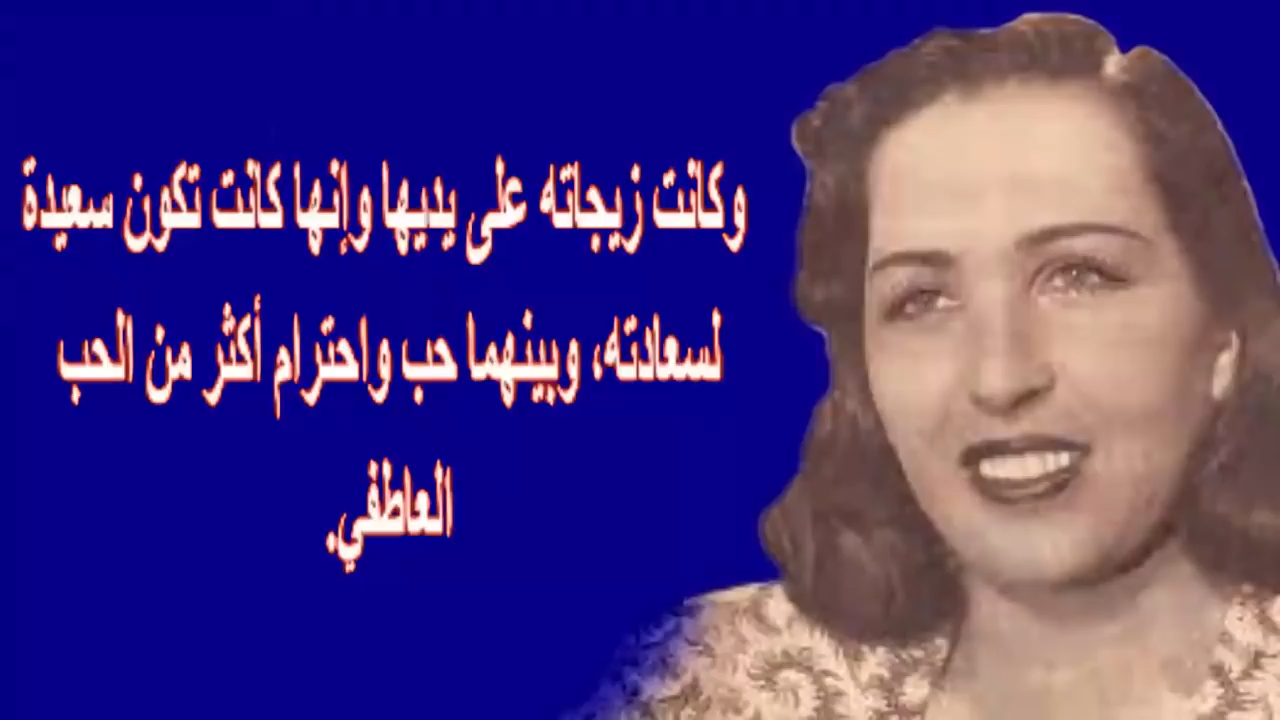 وكانت زيجاته على يديها وإنها كانت تكون سعيدة
لسعادته، وبينهما حب واحترام أكثر من الحب
العاطفي.